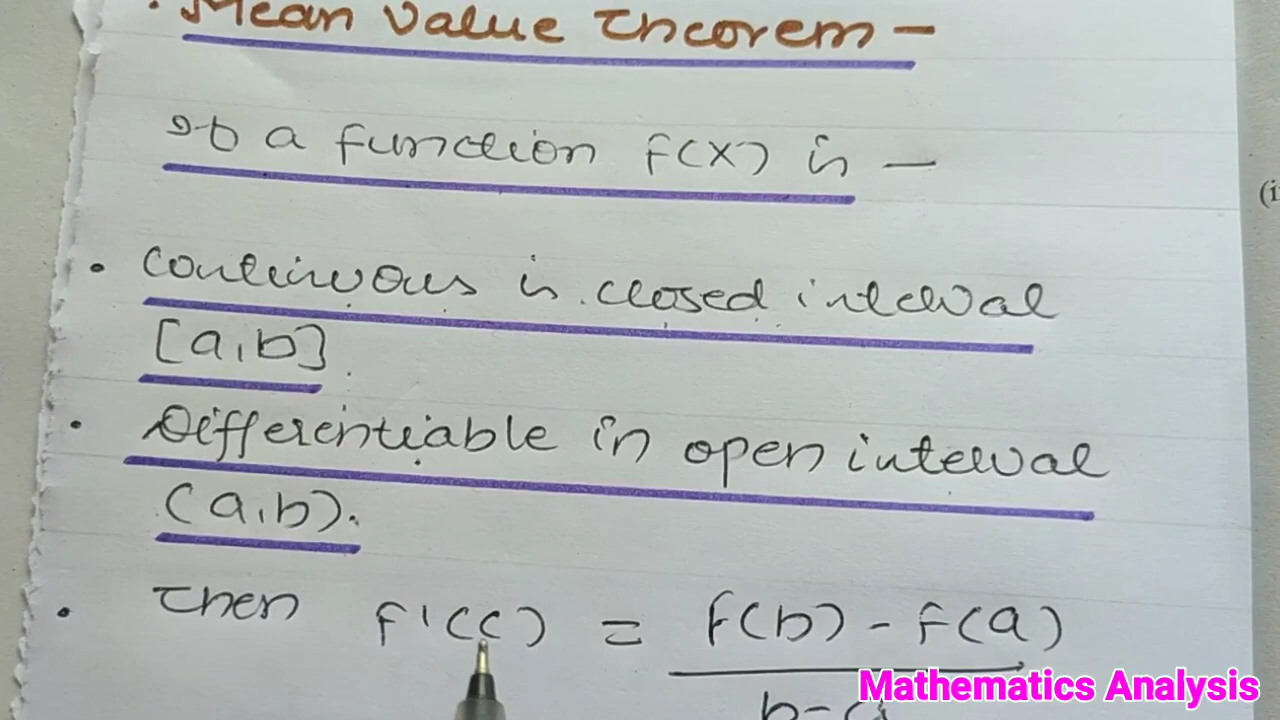 · Mean Value Theorem –
If a function f(x) is –
· Continuous in closed interval
[a,b].
· Differentiable in open interval
(a,b).
· Then f'(c) = f(b) - f(a)
b-a
(i
Mathematics Analysis